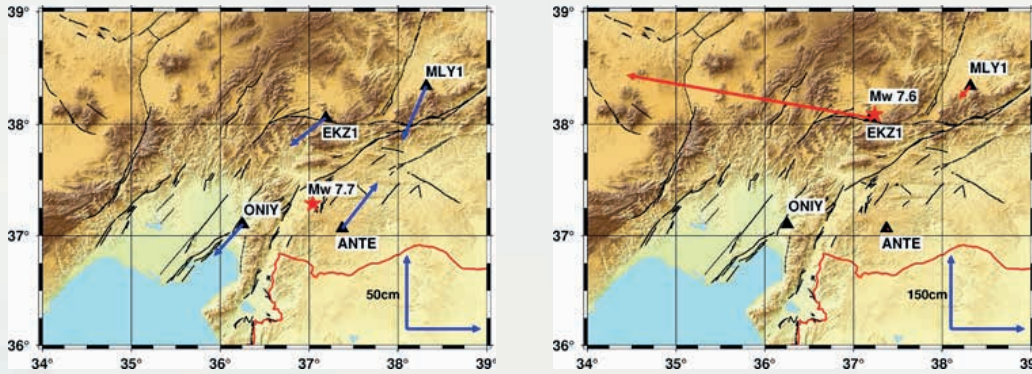 39°
38°
37°
36°
34° 35° 36° 37° 38° 39°
MLY1
EKZ1
Mw 7.7
ONIY
ANTE
50cm
39°
38°
37°
36°
34° 35° 36° 37° 38° 39
MLY1
Mw 7.6
EKZ1
ONIY
ANTE
150cm